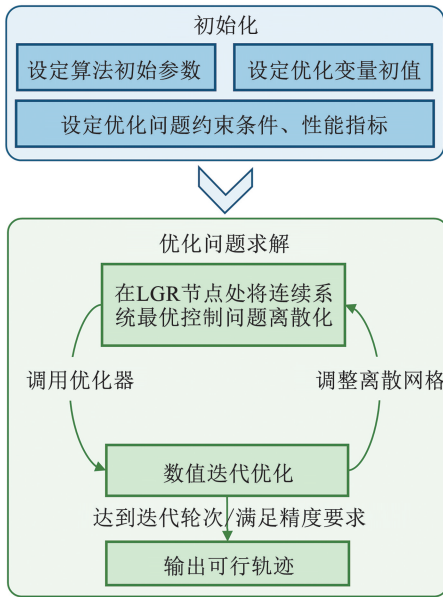 初始化
设定算法初始参数
设定优化变量初值
设定优化问题约束条件、性能指标
优化问题求解
在LGR节点处将连续系
统最优控制问题离散化
调用优化器
调整离散网格
数值迭代优化
达到迭代轮次/满足精度要求
输出可行轨迹